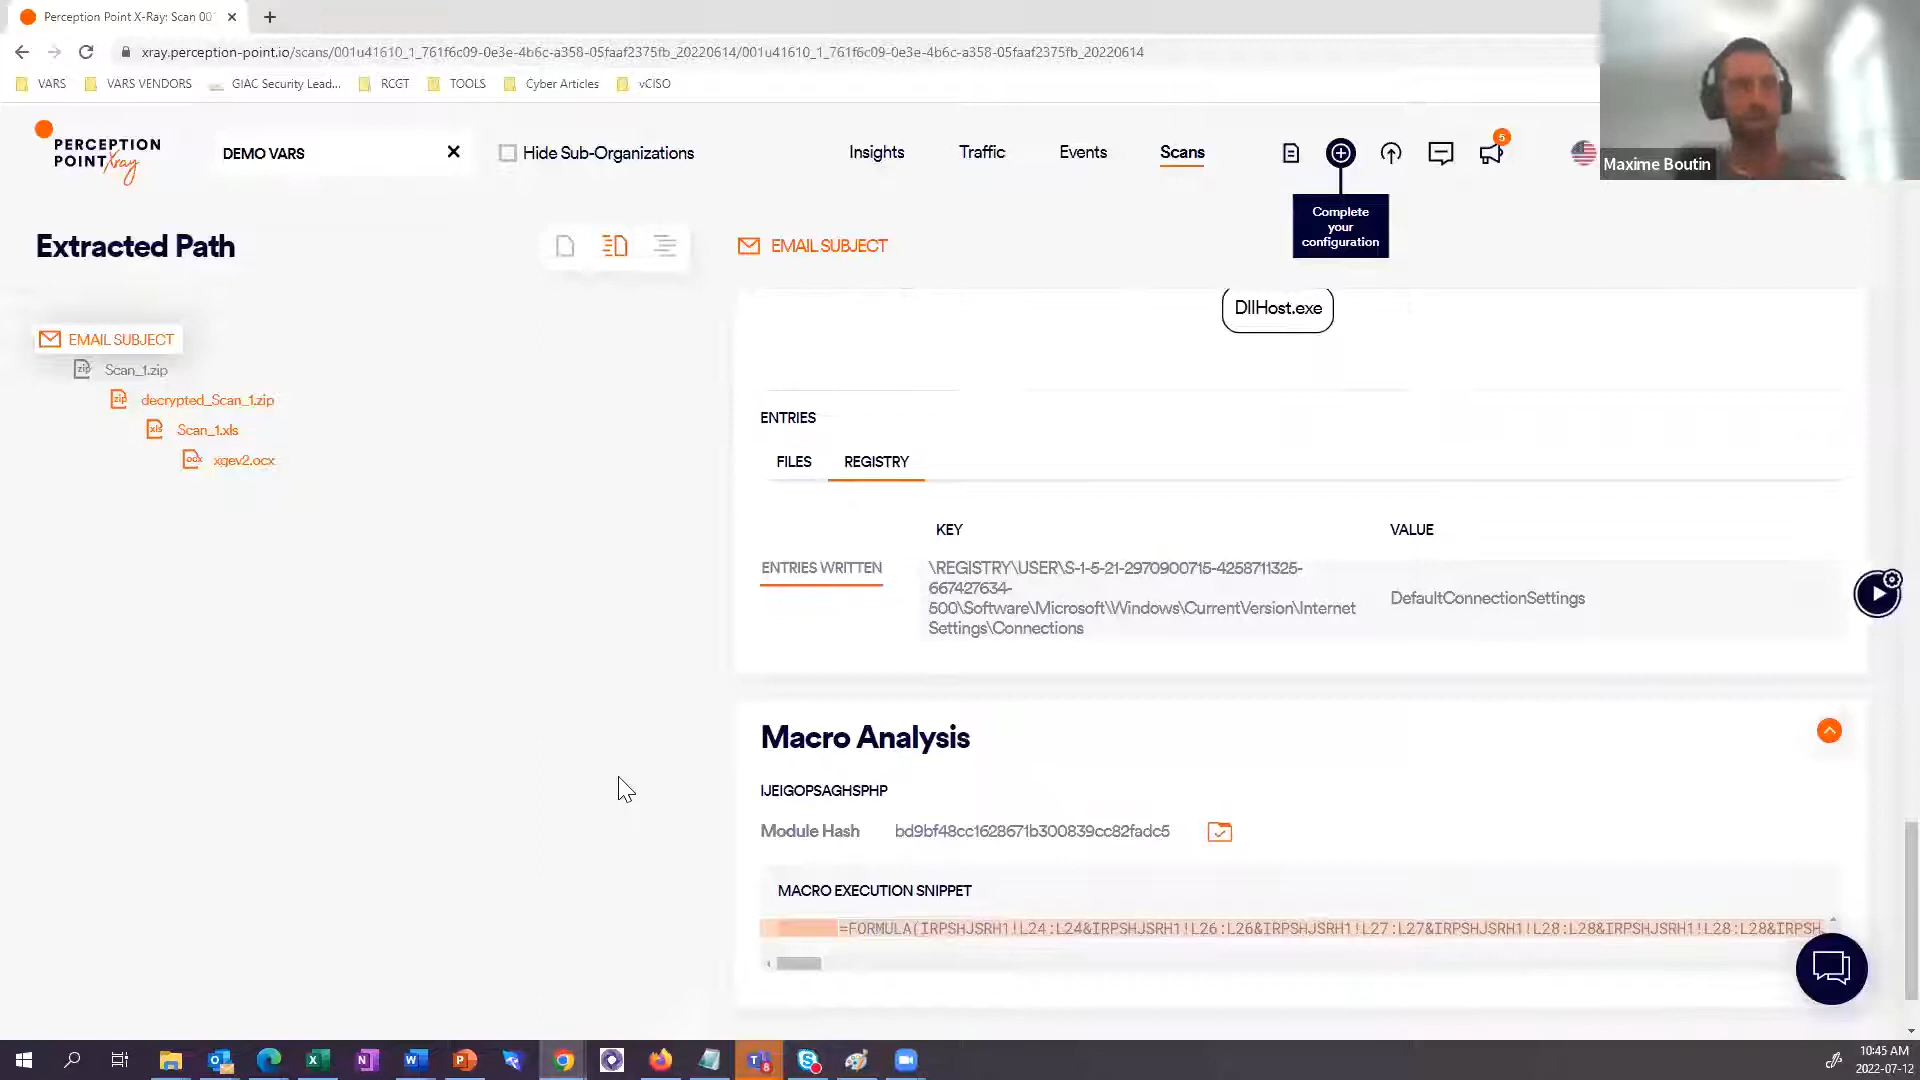 Perception Point X-Ray: Scan 00
xray.perception-point.io/scans/001u41610_1_761f6c09-0e3e-4b6c-a358-05faaf2375fb_20220614/001u41610_1_761f6c09-0e3e-4b6c-a358-05faaf2375fb_20220614
VARS
VARS VENDORS
GIAC Security Lead...
RCGT
TOOLS
Cyber Articles
vCISO
PERCEPTION
POINT Xray
DEMO VARS
Hide Sub-Organizations
Insights
Traffic
Events
Scans
5
Maxime Boutin
Complete
your
configuration
Extracted Path
EMAIL SUBJECT
zip Scan_1.zip
zip decrypted_Scan_1.zip
xls Scan_1.xls
ocx xgev2.ocx
EMAIL SUBJECT
DllHost.exe
ENTRIES
FILES
REGISTRY
KEY
VALUE
ENTRIES WRITTEN
\REGISTRY\USER\S-1-5-21-2970900715-4258711325-
667427634-
500\Software\Microsoft\Windows\CurrentVersion\Internet
Settings\Connections
DefaultConnectionSettings
Macro Analysis
IJEIGOPSAGHSPHP
Module Hash
bd9bf48cc1628671b300839cc82fadc5
MACRO EXECUTION SNIPPET
=FORMULA(IRPSHJSRH1!L24:L24&IRPSHJSRH1!L26:L26&IRPSHJSRH1!L27:L27&IRPSHJSRH1!L28:L28&IRPSHJSRH1!L28:L28&IRPSH
10:45 AM
2022-07-12